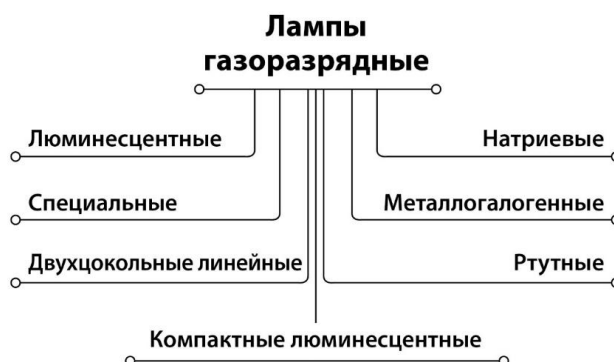 Лампы
газоразрядные
Люминесцентные
Натриевые
Специальные
Металлогалогенные
Двухцокольные линейные
Ртутные
Компактные люминесцентные